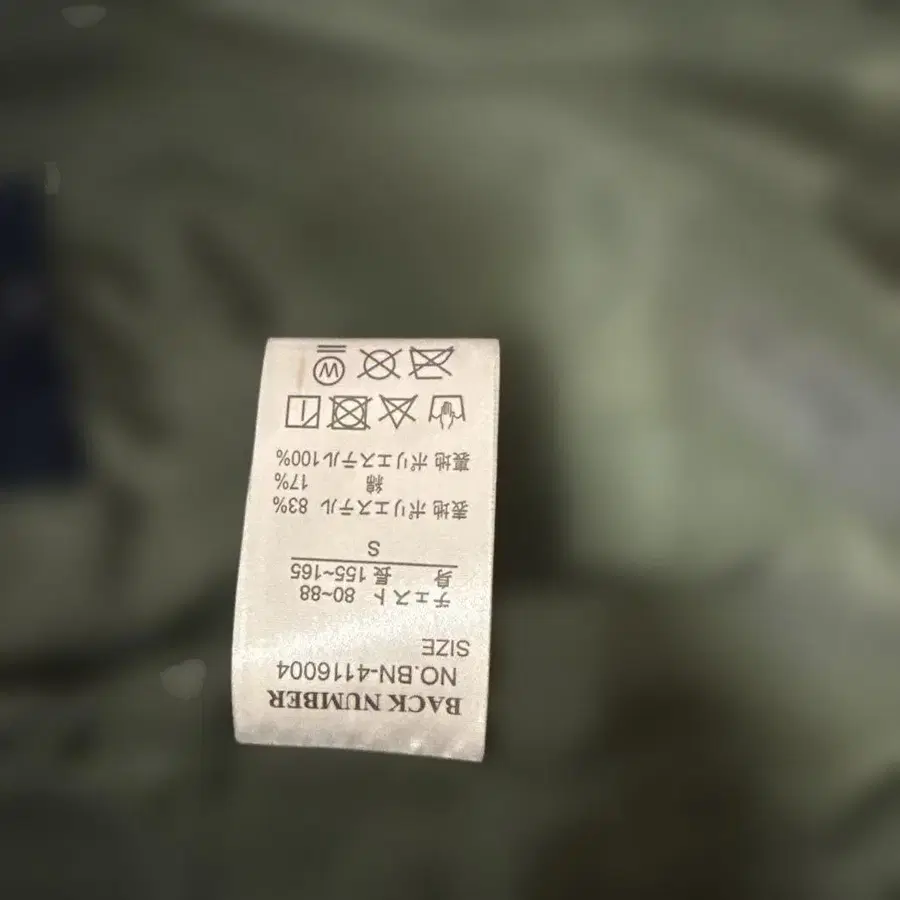 BACK NUMBER
NO.BN-4116004
SIZE
チェスト 80~88
身 長 155~165
S
表地 ポリエステル 83%
綿 17%
裏地 ポリエステル100%
W